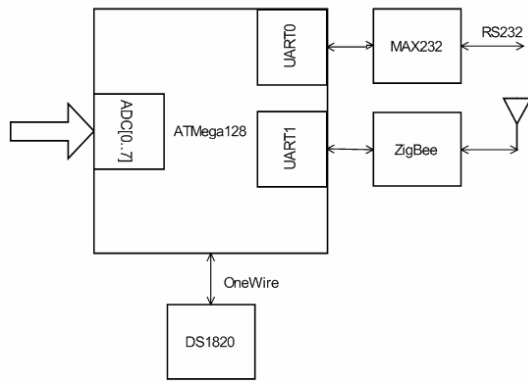 UART0
MAX232
RS232
ADC[0..7]
ATMega128
UART1
ZigBee
OneWire
DS1820